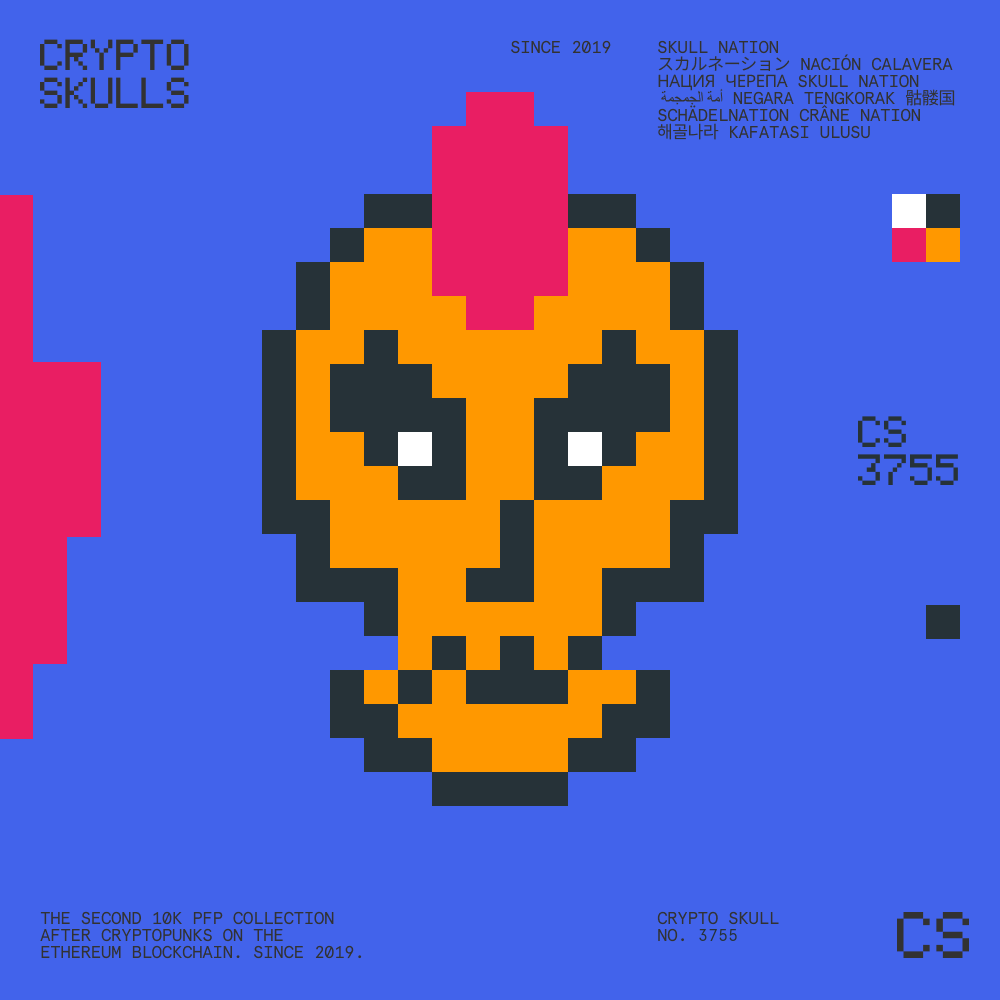 CRYPTO
SKULLS
SINCE 2019
SKULL NATION
スカルネーション NACIÓN CALAVERA
НАЦИЯ ЧЕРЕПА SKULL NATION
أمة الجمجمة NEGARA TENGKORAK 骷髅国
SCHÄDELNATION CRÂNE NATION
해골나라 KAFATASI ULUSU
CS
3755
THE SECOND 10K PFP COLLECTION
AFTER CRYPTOPUNKS ON THE
ETHEREUM BLOCKCHAIN. SINCE 2019.
CRYPTO SKULL
NO. 3755
CS